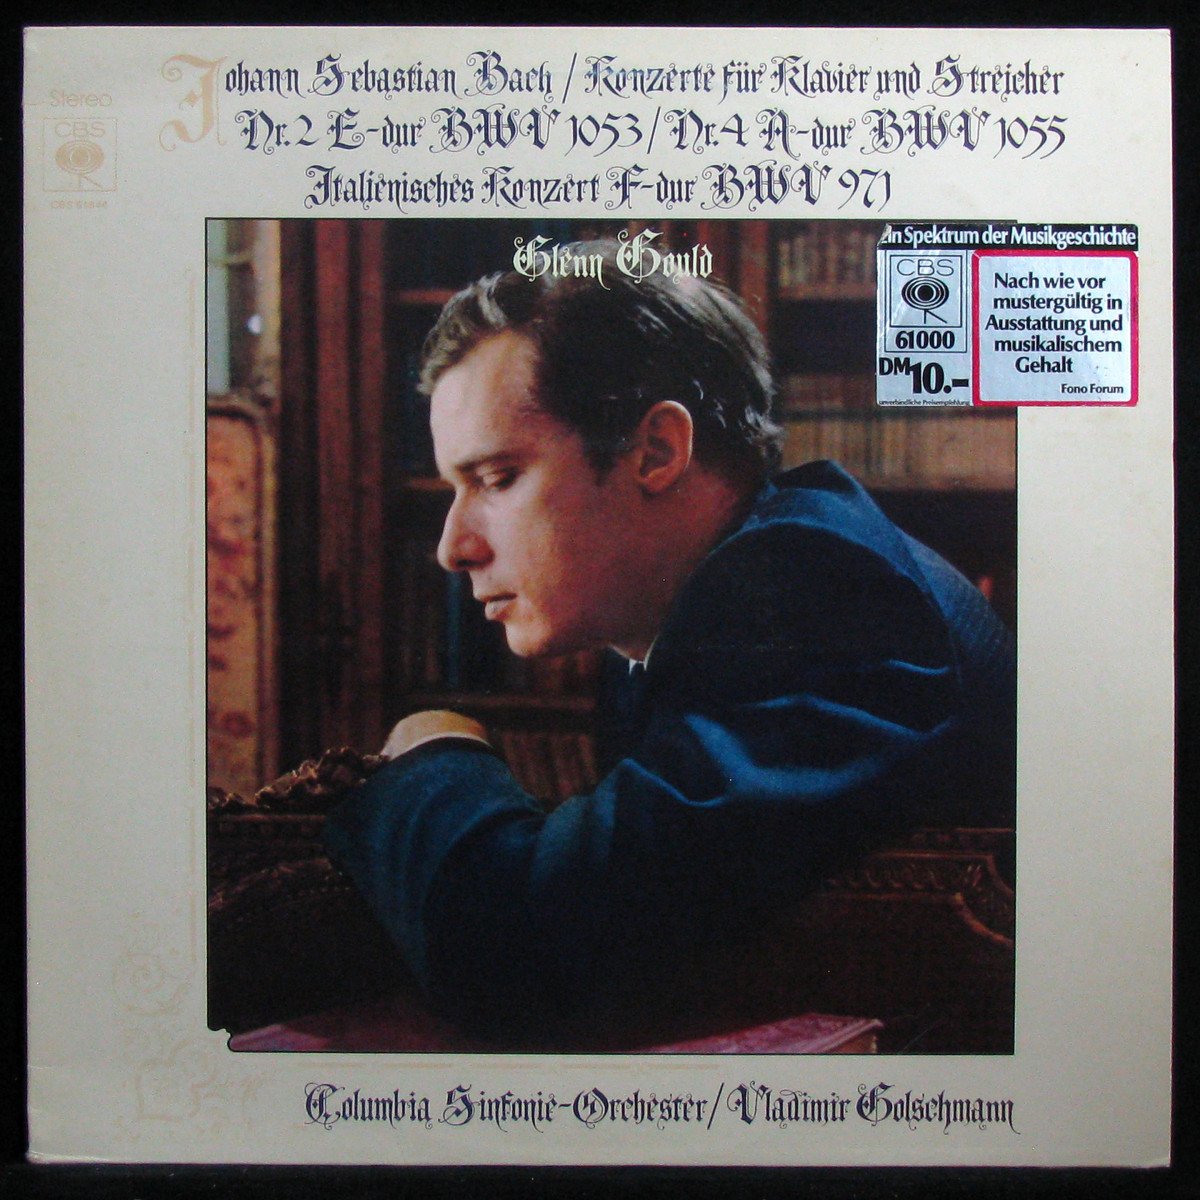 Johann Sebastian Bach / Konzerte für Klavier und Streicher
Nr. 2 E-dur BWV 1053 / Nr. 4 A-dur BWV 1055
Italienisches Konzert F-dur BWV 971
Stereo
CBS
Glenn Gould
Ein Spektrum der Musikgeschichte
CBS
61000
DM 10.-
unverbindliche Preisempfehlung
Nach wie vor
mustergültig in
Ausstattung und
musikalischem
Gehalt
Fono Forum
Columbia Sinfonie-Orchester / Vladimir Golschmann